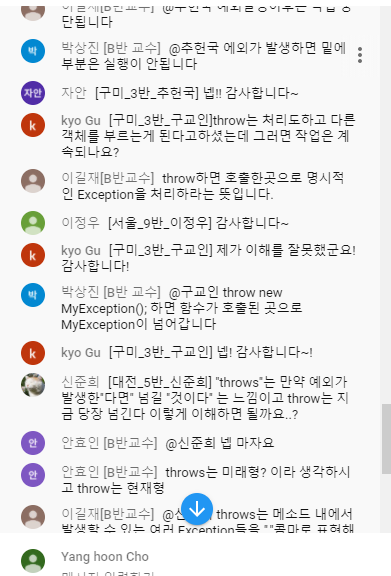 이길재[B반교수] @추헌국 예외발생이후는 작업 중
단됩니다
박
박상진 [B반 교수] @추헌국 에외가 발생하면 밑에
부분은 실행이 안됩니다
자안
자안 [구미_3반_추헌국] 넵!! 감사합니다~
k
kyo Gu [구미_3반_구교인]throw는 처리도하고 다른
객체를 부르는게 된다고하셨는데 그러면 작업은 계
속되나요?
이길재[B반교수] throw하면 호출한곳으로 명시적
인 Exception을 처리하라는 뜻입니다.
이정우 [서울_9반_이정우] 감사합니다~
k
kyo Gu [구미_3반_구교인] 제가 이해를 잘못했군요!
감사합니다!
박
박상진 [B반 교수] @구교인 throw new
MyException(); 하면 함수가 호출된 곳으로
MyException이 넘어갑니다
k
kyo Gu [구미_3반_구교인] 넵! 감사합니다~!
신준희 [대전_5반_신준희] "throws"는 만약 예외가
발생한"다면" 넘길 "것이다" 는 느낌이고 throw는 지
금 당장 넘긴다 이렇게 이해하면 될까요..?
안
안효인 [B반교수] @신준희 넵 마자요
안
안효인 [B반교수] throws는 미래형? 이라 생각하시
고 throw는 현재형
이길재[B반교수] @신 throws는 메소드 내에서
발생할 수 있는 여러 Exception들을 ","콤마로 표현해
Yang hoon Cho